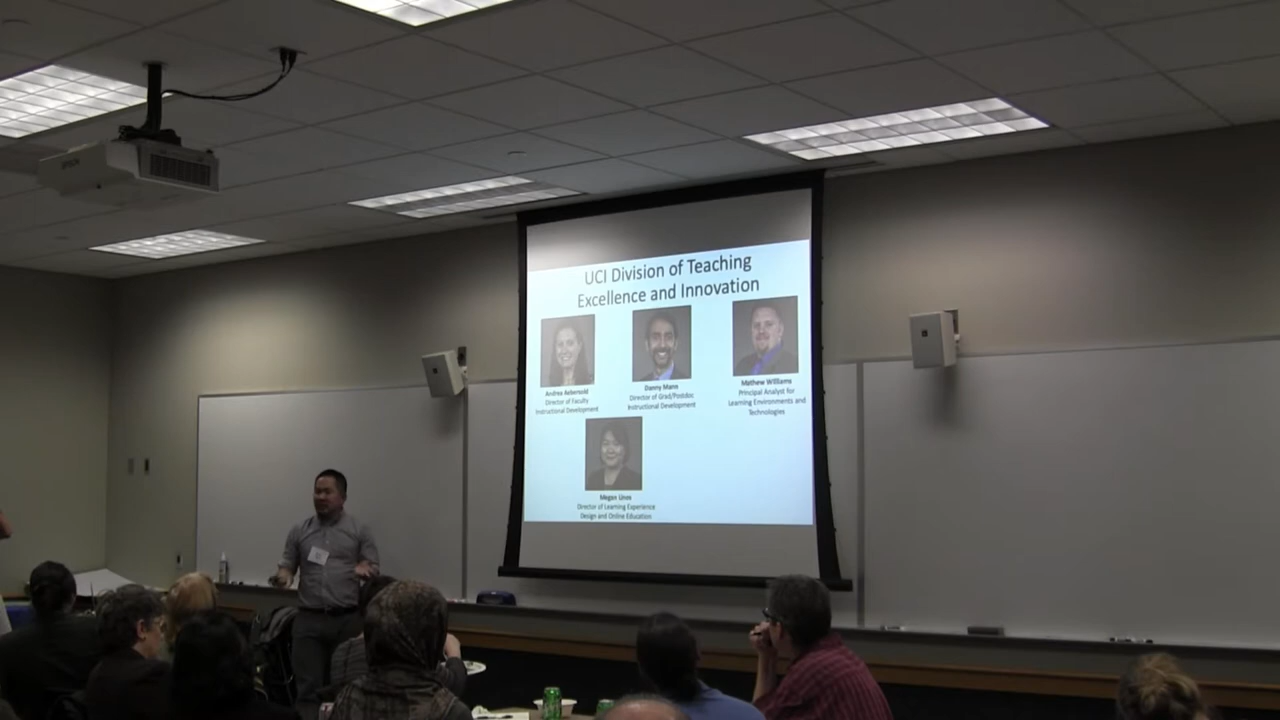 EPSON
UCI Division of Teaching
Excellence and Innovation
Andrea Aebersold
Director of Faculty
Instructional Development
Danny Mann
Director of Grad/Postdoc
Instructional Development
Mathew Williams
Principal Analyst for
Learning Environments and
Technologies
Megan Linos
Director of Learning Experience
Design and Online Education